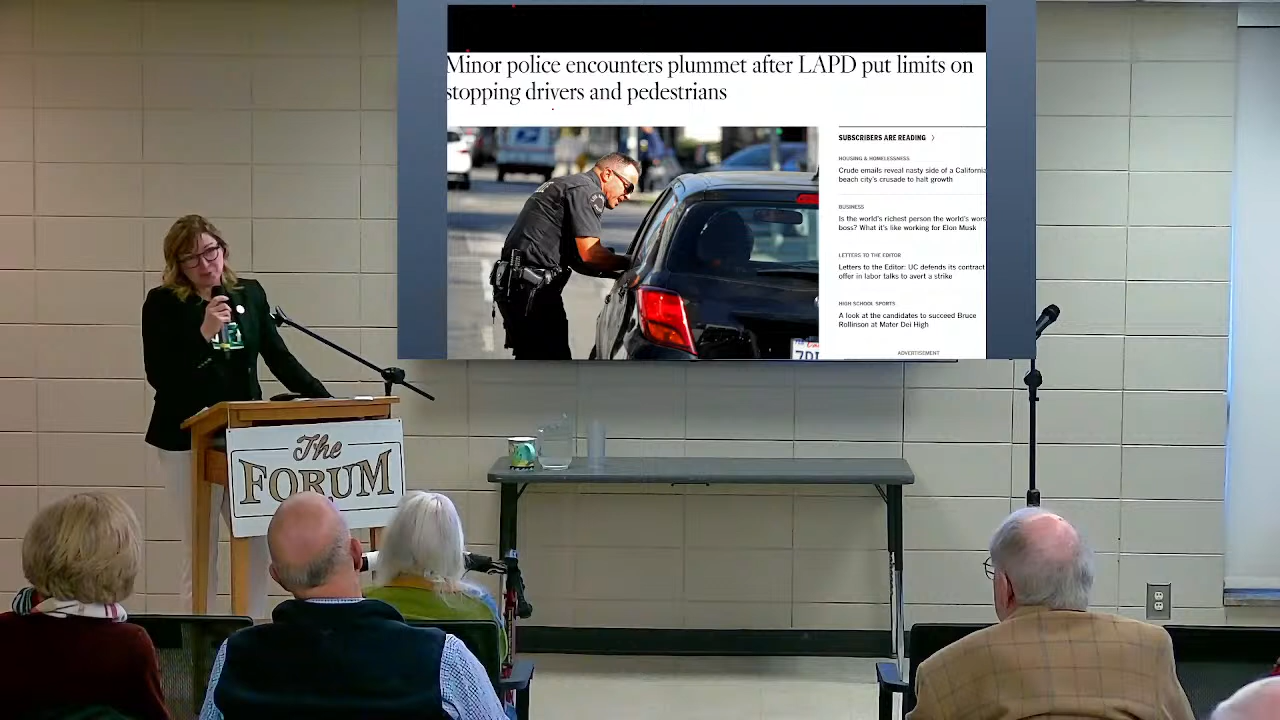 Minor police encounters plummet after LAPD put limits on
stopping drivers and pedestrians
SUBSCRIBERS ARE READING
HOUSING & HOMELESSNESS
Crude emails reveal nasty side of a California
beach city's crusade to halt growth
BUSINESS
Is the world's richest person the world's wors
boss? What it's like working for Elon Musk
LETTERS TO THE EDITOR
Letters to the Editor: UC defends its contract
offer in labor talks to avert a strike
HIGH SCHOOL SPORTS
A look at the candidates to succeed Bruce
Rollinson at Mater Dei High
ADVERTISEMENT
The
FORUM